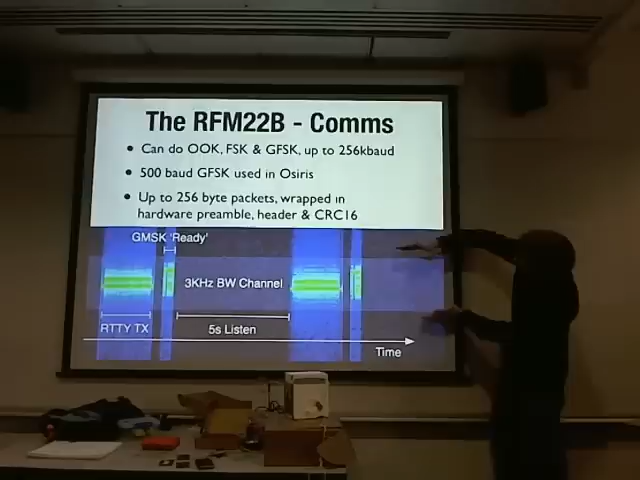 The RFM22B - Comms
• Can do OOK, FSK & GFSK, up to 256kbaud
• 500 baud GFSK used in Osiris
• Up to 256 byte packets, wrapped in
hardware preamble, header & CRC16
GMSK 'Ready'
3KHz BW Channel
RTTY TX
5s Listen
Time